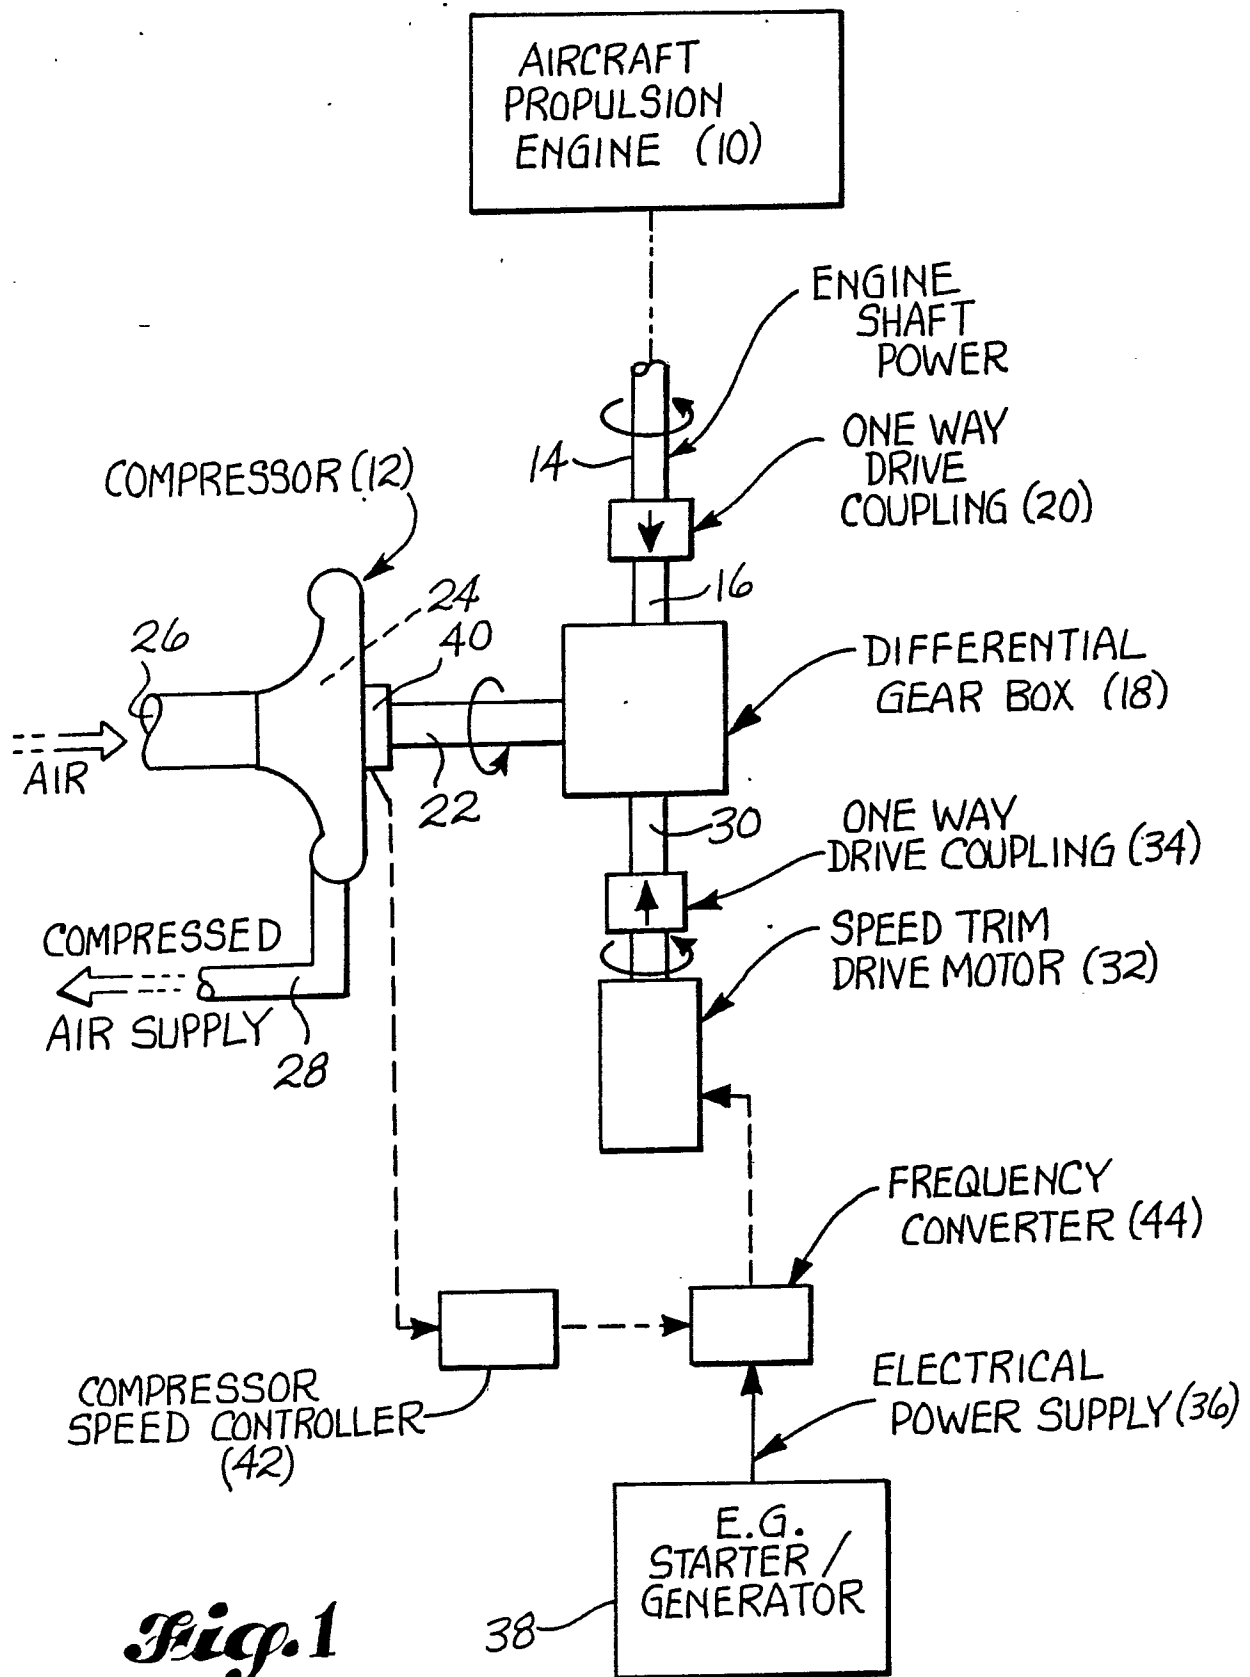 AIRCRAFT
PROPULSION
ENGINE (10)
ENGINE
SHAFT
POWER
14
ONE WAY
DRIVE
COUPLING (20)
COMPRESSOR (12)
16
24
40
26
DIFFERENTIAL
GEAR BOX (18)
AIR
22
30
ONE WAY
DRIVE COUPLING (34)
COMPRESSED
AIR SUPPLY
28
SPEED TRIM
DRIVE MOTOR (32)
FREQUENCY
CONVERTER (44)
COMPRESSOR
SPEED CONTROLLER
(42)
ELECTRICAL
POWER SUPPLY (36)
E.G.
STARTER /
GENERATOR
38
Fig. 1